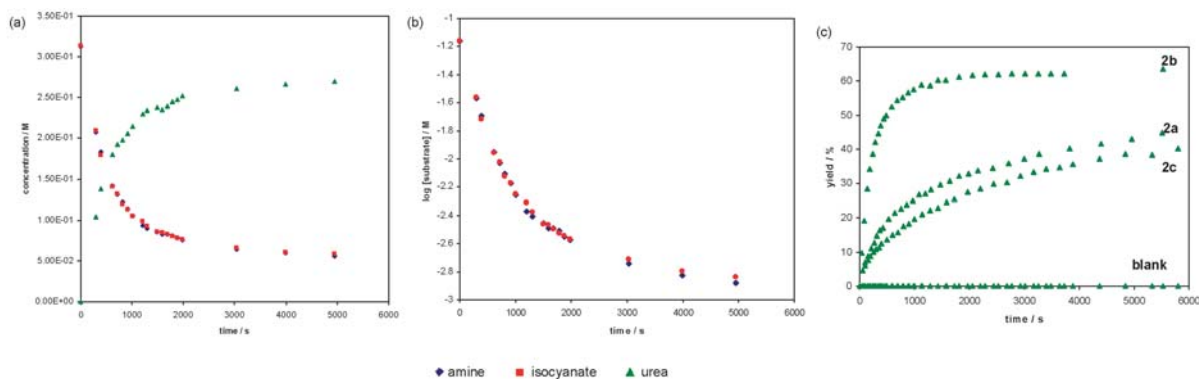 (a)
3.50E-01
3.00E-01
2.50E-01
2.00E-01
1.50E-01
1.00E-01
5.00E-02
0.00E+00
concentration / M
0 1000 2000 3000 4000 5000 6000
time / s
(b)
-1
-1.2
-1.4
-1.6
-1.8
-2
-2.2
-2.4
-2.6
-2.8
-3
log [substrate] / M
0 1000 2000 3000 4000 5000 6000
time / s
(c)
70
60
50
40
30
20
10
0
yield / %
2b
2a
2c
blank
0 1000 2000 3000 4000 5000 6000
time / s
amine isocyanate urea